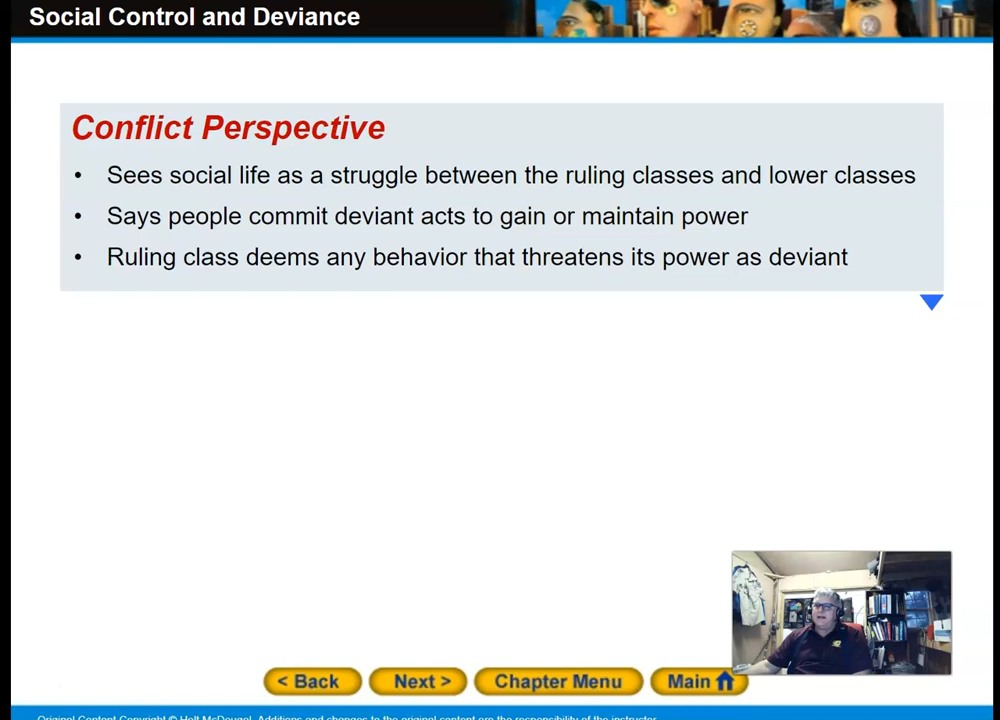 Social Control and Deviance
Conflict Perspective
• Sees social life as a struggle between the ruling classes and lower classes
• Says people commit deviant acts to gain or maintain power
• Ruling class deems any behavior that threatens its power as deviant
< Back Next > Chapter Menu Main
Original Content Copyright © Holt McDougal. Additions and changes to the original content are the responsibility of the instructor.